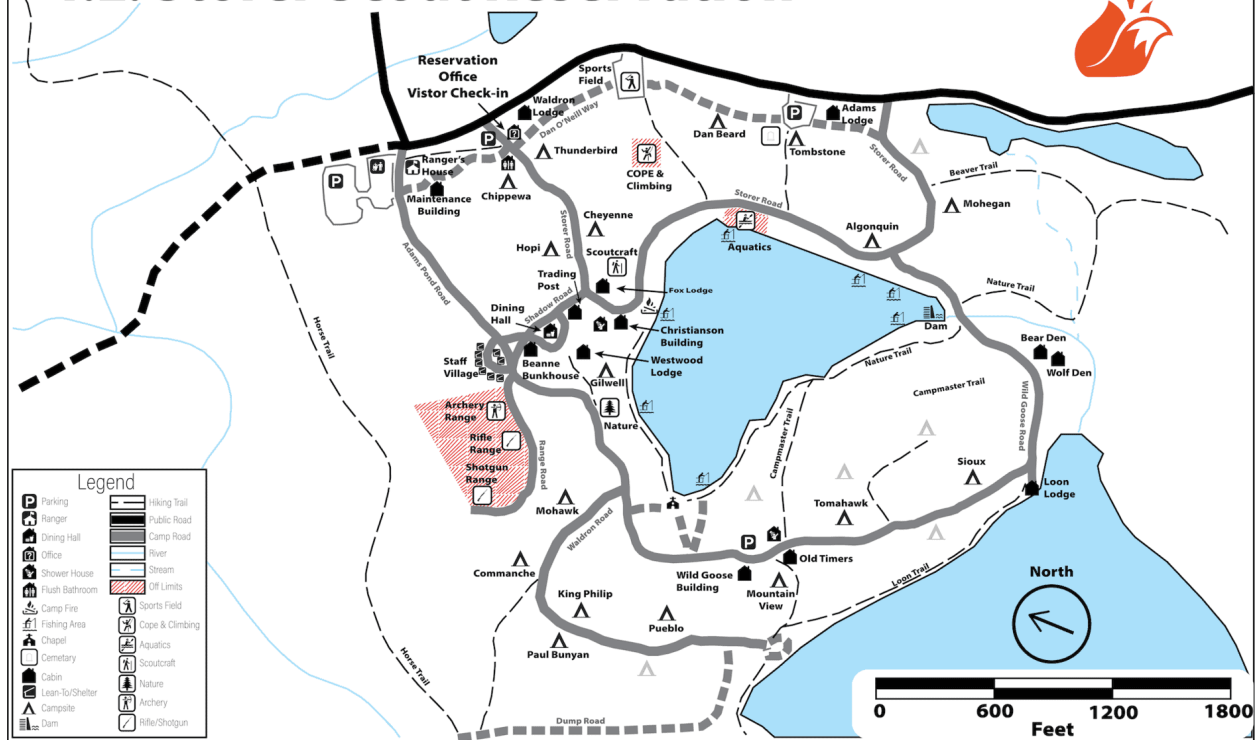 Reservation
Office
Vistor Check-in
Sports
Field
Waldron
Lodge
Dan O'Neill Way
Dan Beard
Adams
Lodge
Tombstone
Thunderbird
COPE &
Climbing
Ranger's
House
Maintenance
Building
Chippewa
Storer Road
Beaver Trail
Mohegan
Storer Road
Aquatics
Algonquin
Cheyenne
Storer Road
Hopi
Scoutcraft
Adams Pond Road
Trading
Post
Fox Lodge
Shadow Road
Dining
Hall
Christianson
Building
Westwood
Lodge
Beanne
Bunkhouse
Staff
Village
Gilwell
Nature
Dam
Nature Trail
Nature Trail
Bear Den
Wolf Den
Campmaster Trail
Campmaster Trail
Wild Goose Road
Horse Trail
Archery
Range
Rifle
Range
Shotgun
Range
Range Road
Mohawk
Waldron Road
Sioux
Loon
Lodge
Tomahawk
Old Timers
Wild Goose
Building
Mountain
View
Loon Trail
Commanche
King Philip
Pueblo
Paul Bunyan
Horse Trail
Dump Road
Legend
P Parking
Ranger
Dining Hall
Office
Shower House
Flush Bathroom
Camp Fire
Fishing Area
Chapel
Cemetary
Cabin
Lean-To/Shelter
Campsite
Dam
Hiking Trail
Public Road
Camp Road
River
Stream
Off Limits
Sports Field
Cope & Climbing
Aquatics
Scoutcraft
Nature
Archery
Rifle/Shotgun
P
P
P
P
North
0 600 1200 1800
Feet